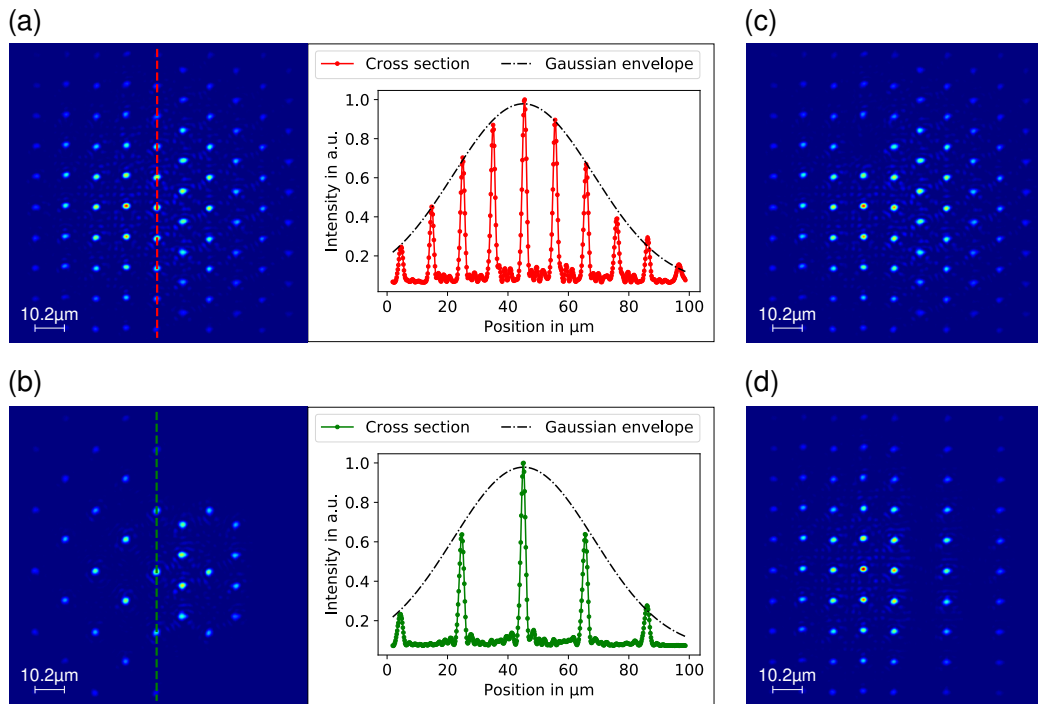 (a)
Cross section Gaussian envelope
1.0
0.8
0.6
0.4
0.2
Intensity in a.u.
0 20 40 60 80 100
Position in µm
10.2µm
(c)
10.2µm
(b)
Cross section Gaussian envelope
1.0
0.8
0.6
0.4
0.2
Intensity in a.u.
0 20 40 60 80 100
Position in µm
10.2µm
(d)
10.2µm